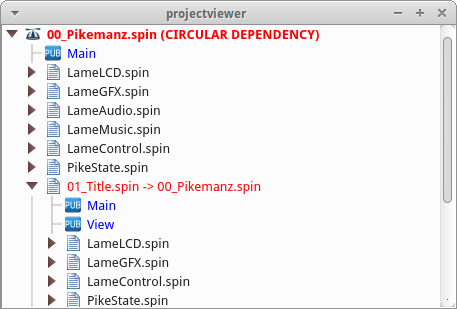 projectviewer
00_Pikemanz.spin (CIRCULAR DEPENDENCY)
PUB Main
LameLCD.spin
LameGFX.spin
LameAudio.spin
LameMusic.spin
LameControl.spin
PikeState.spin
01_Title.spin -> 00_Pikemanz.spin
PUB Main
PUB View
LameLCD.spin
LameGFX.spin
LameControl.spin
PikeState.spin